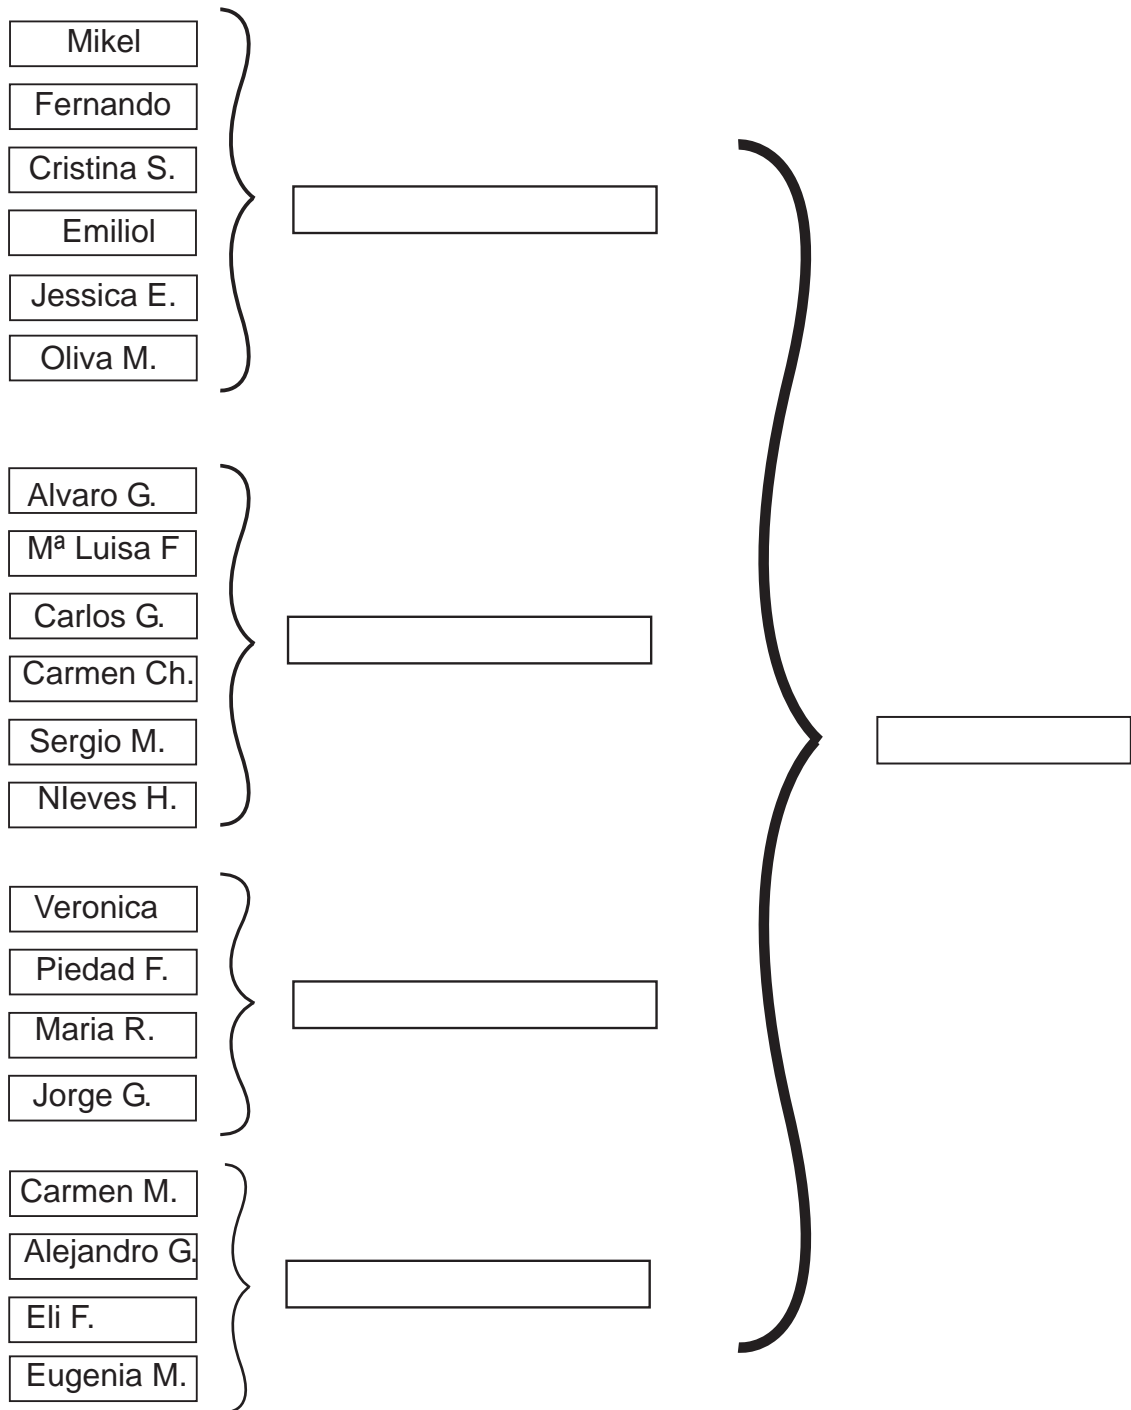 Mikel
Fernando
Cristina S.
Emiliol
Jessica E.
Oliva M.
Alvaro G.
Mª Luisa F
Carlos G.
Carmen Ch.
Sergio M.
NIeves H.
Veronica
Piedad F.
Maria R.
Jorge G.
Carmen M.
Alejandro G.
Eli F.
Eugenia M.